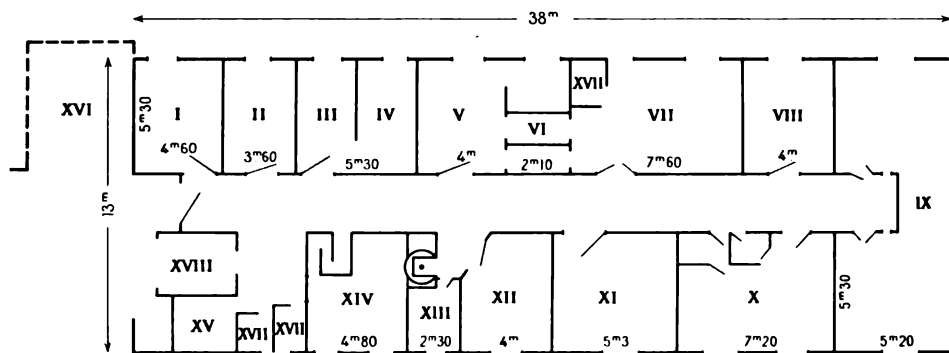 38ᵐ
XVI
I
II
III
IV
V
VI
XVII
VII
VIII
5ᵐ30
4ᵐ60
3ᵐ60
5ᵐ30
4ᵐ
2ᵐ10
7ᵐ60
4ᵐ
13ᵐ
IX
XVIII
XV
XVII
XVII
XIV
XIII
XII
XI
X
5ᵐ30
4ᵐ80
2ᵐ30
4ᵐ
5ᵐ3
7ᵐ20
5ᵐ20